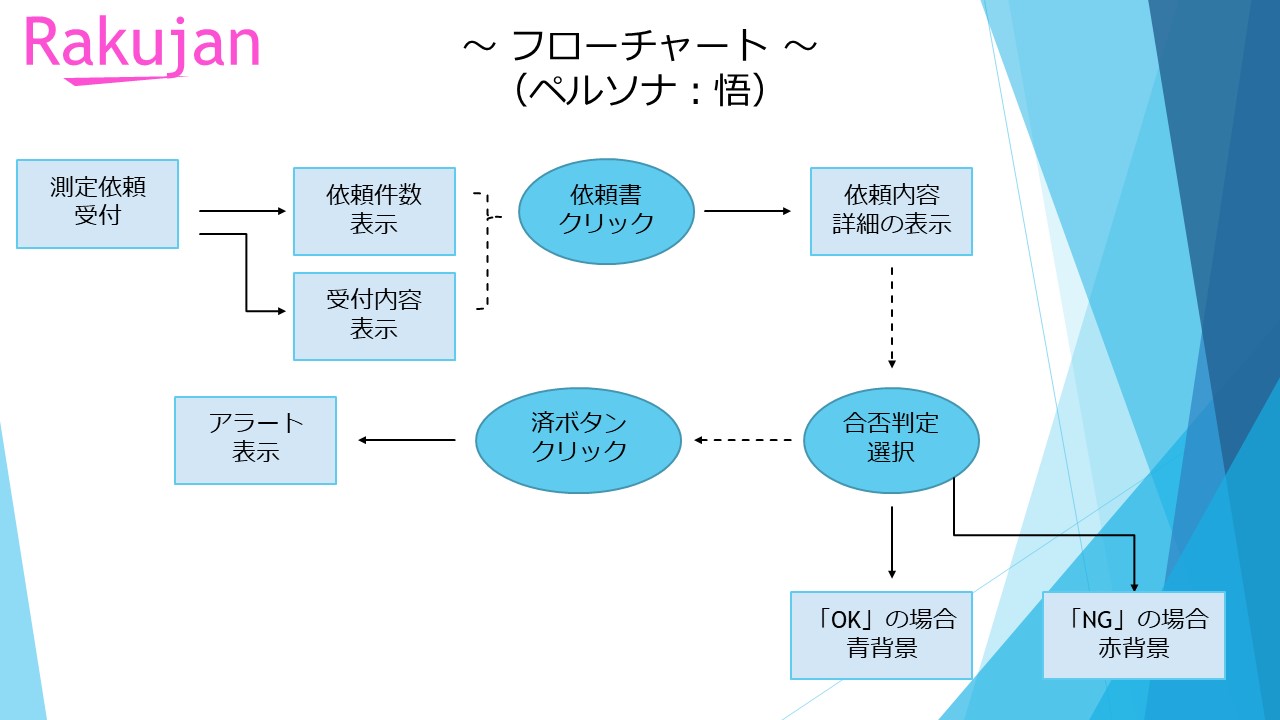 Rakujan
～ フローチャート ～
（ペルソナ：悟）
測定依頼
受付
依頼件数
表示
依頼書
クリック
依頼内容
詳細の表示
受付内容
表示
アラート
表示
済ボタン
クリック
合否判定
選択
「OK」の場合
青背景
「NG」の場合
赤背景